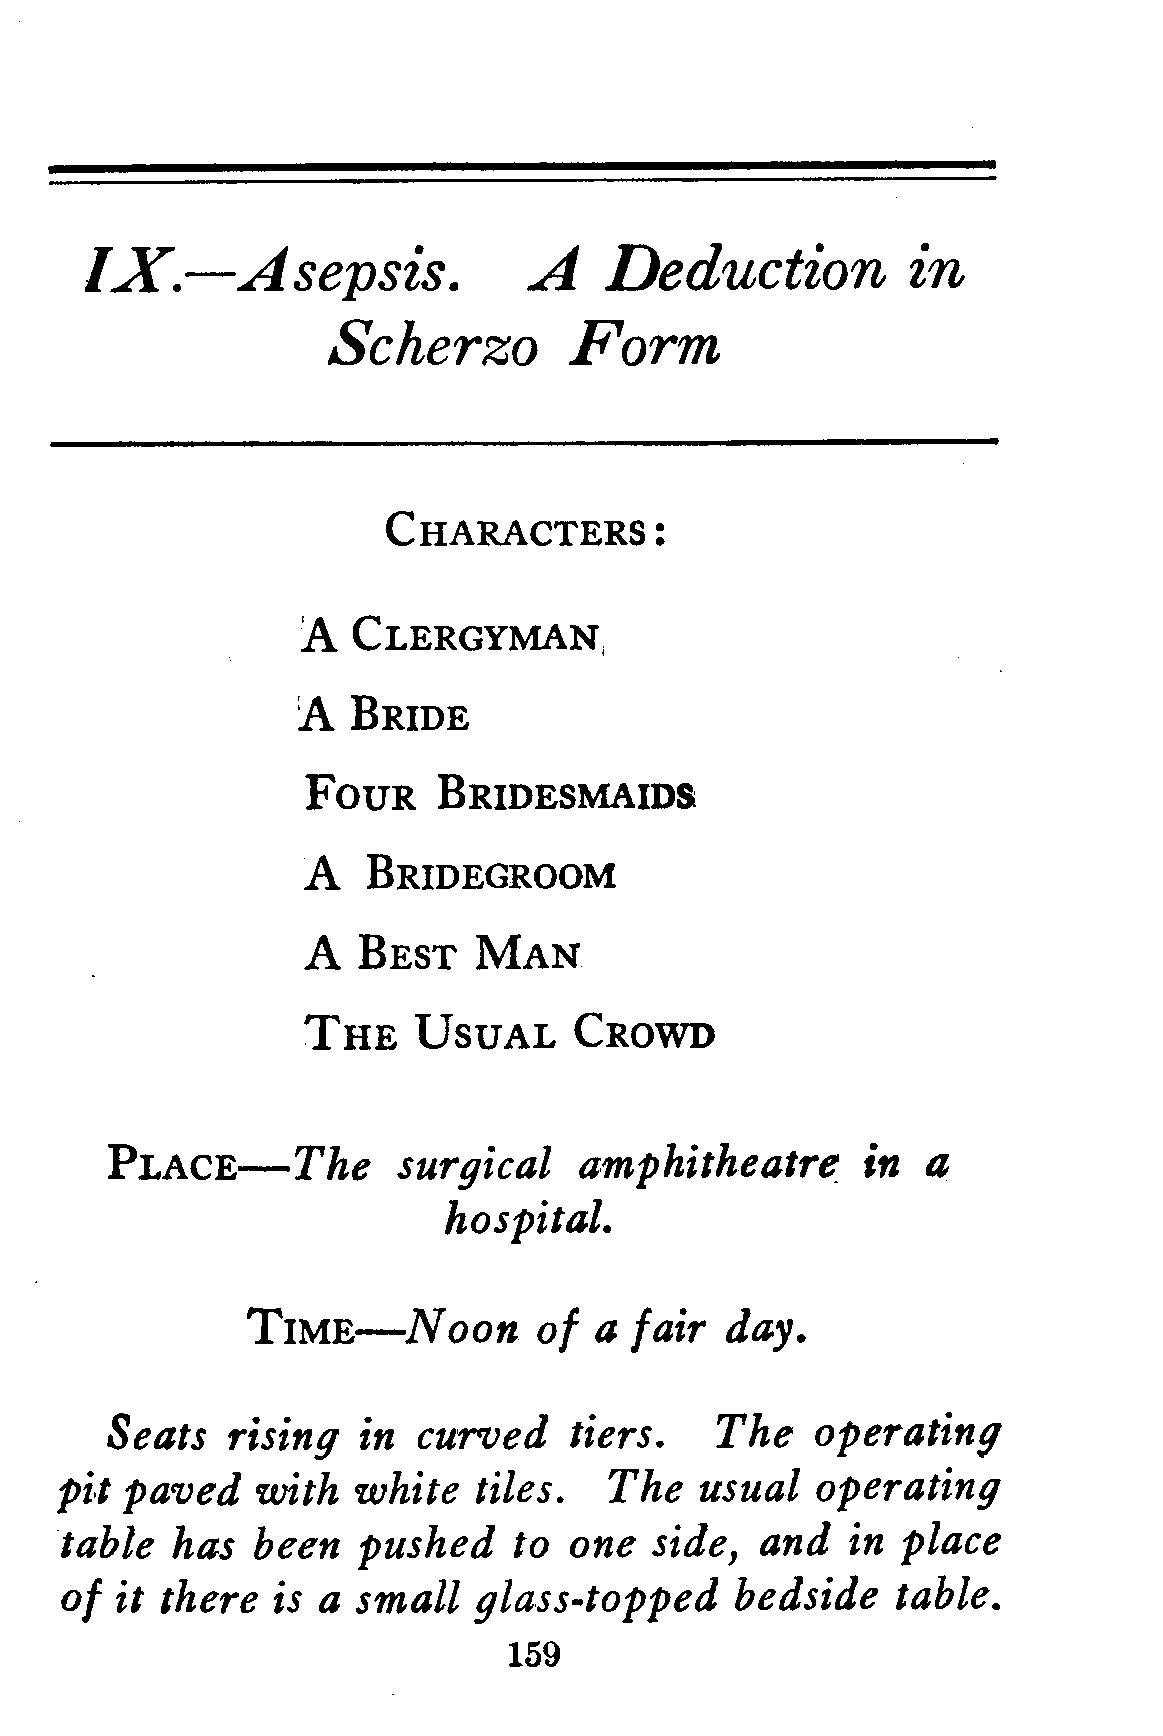 IX.—Asepsis. A Deduction in
Scherzo Form
CHARACTERS:
A CLERGYMAN
A BRIDE
FOUR BRIDESMAIDS
A BRIDEGROOM
A BEST MAN
THE USUAL CROWD
PLACE—The surgical amphitheatre in a
hospital.
TIME—Noon of a fair day.
Seats rising in curved tiers. The operating
pit paved with white tiles. The usual operating
table has been pushed to one side, and in place
of it there is a small glass-topped bedside table.
159